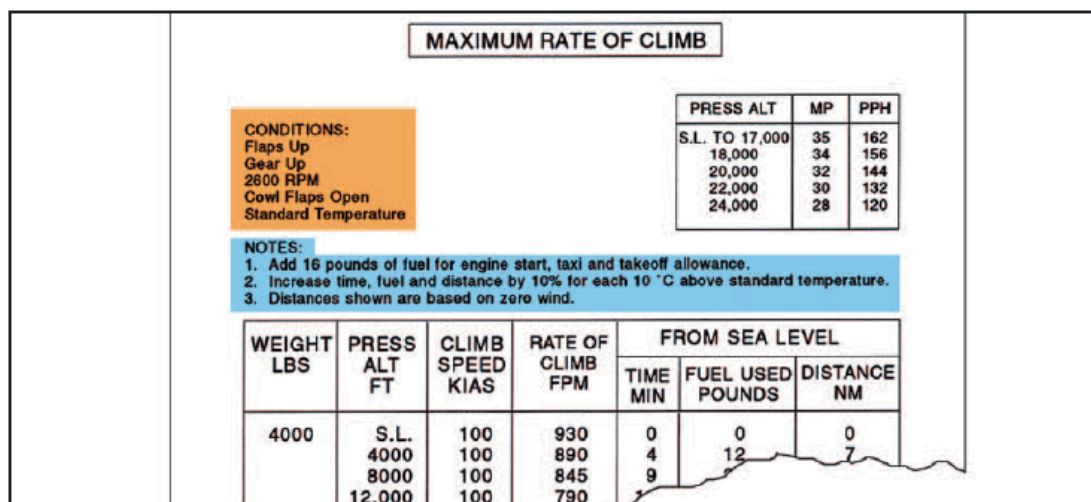 MAXIMUM RATE OF CLIMB
PRESS ALT MP PPH
S.L. TO 17,000 35 162
18,000 34 156
20,000 32 144
22,000 30 132
24,000 28 120
CONDITIONS:
Flaps Up
Gear Up
2600 RPM
Cowl Flaps Open
Standard Temperature
NOTES:
1. Add 16 pounds of fuel for engine start, taxi and takeoff allowance.
2. Increase time, fuel and distance by 10% for each 10 °C above standard temperature.
3. Distances shown are based on zero wind.
WEIGHT LBS
PRESS ALT FT
CLIMB SPEED KIAS
RATE OF CLIMB FPM
FROM SEA LEVEL
TIME MIN
FUEL USED POUNDS
DISTANCE NM
4000 S.L. 100 930 0 0 0
4000 100 890 4 12 7
8000 100 845 9
12,000 100 790